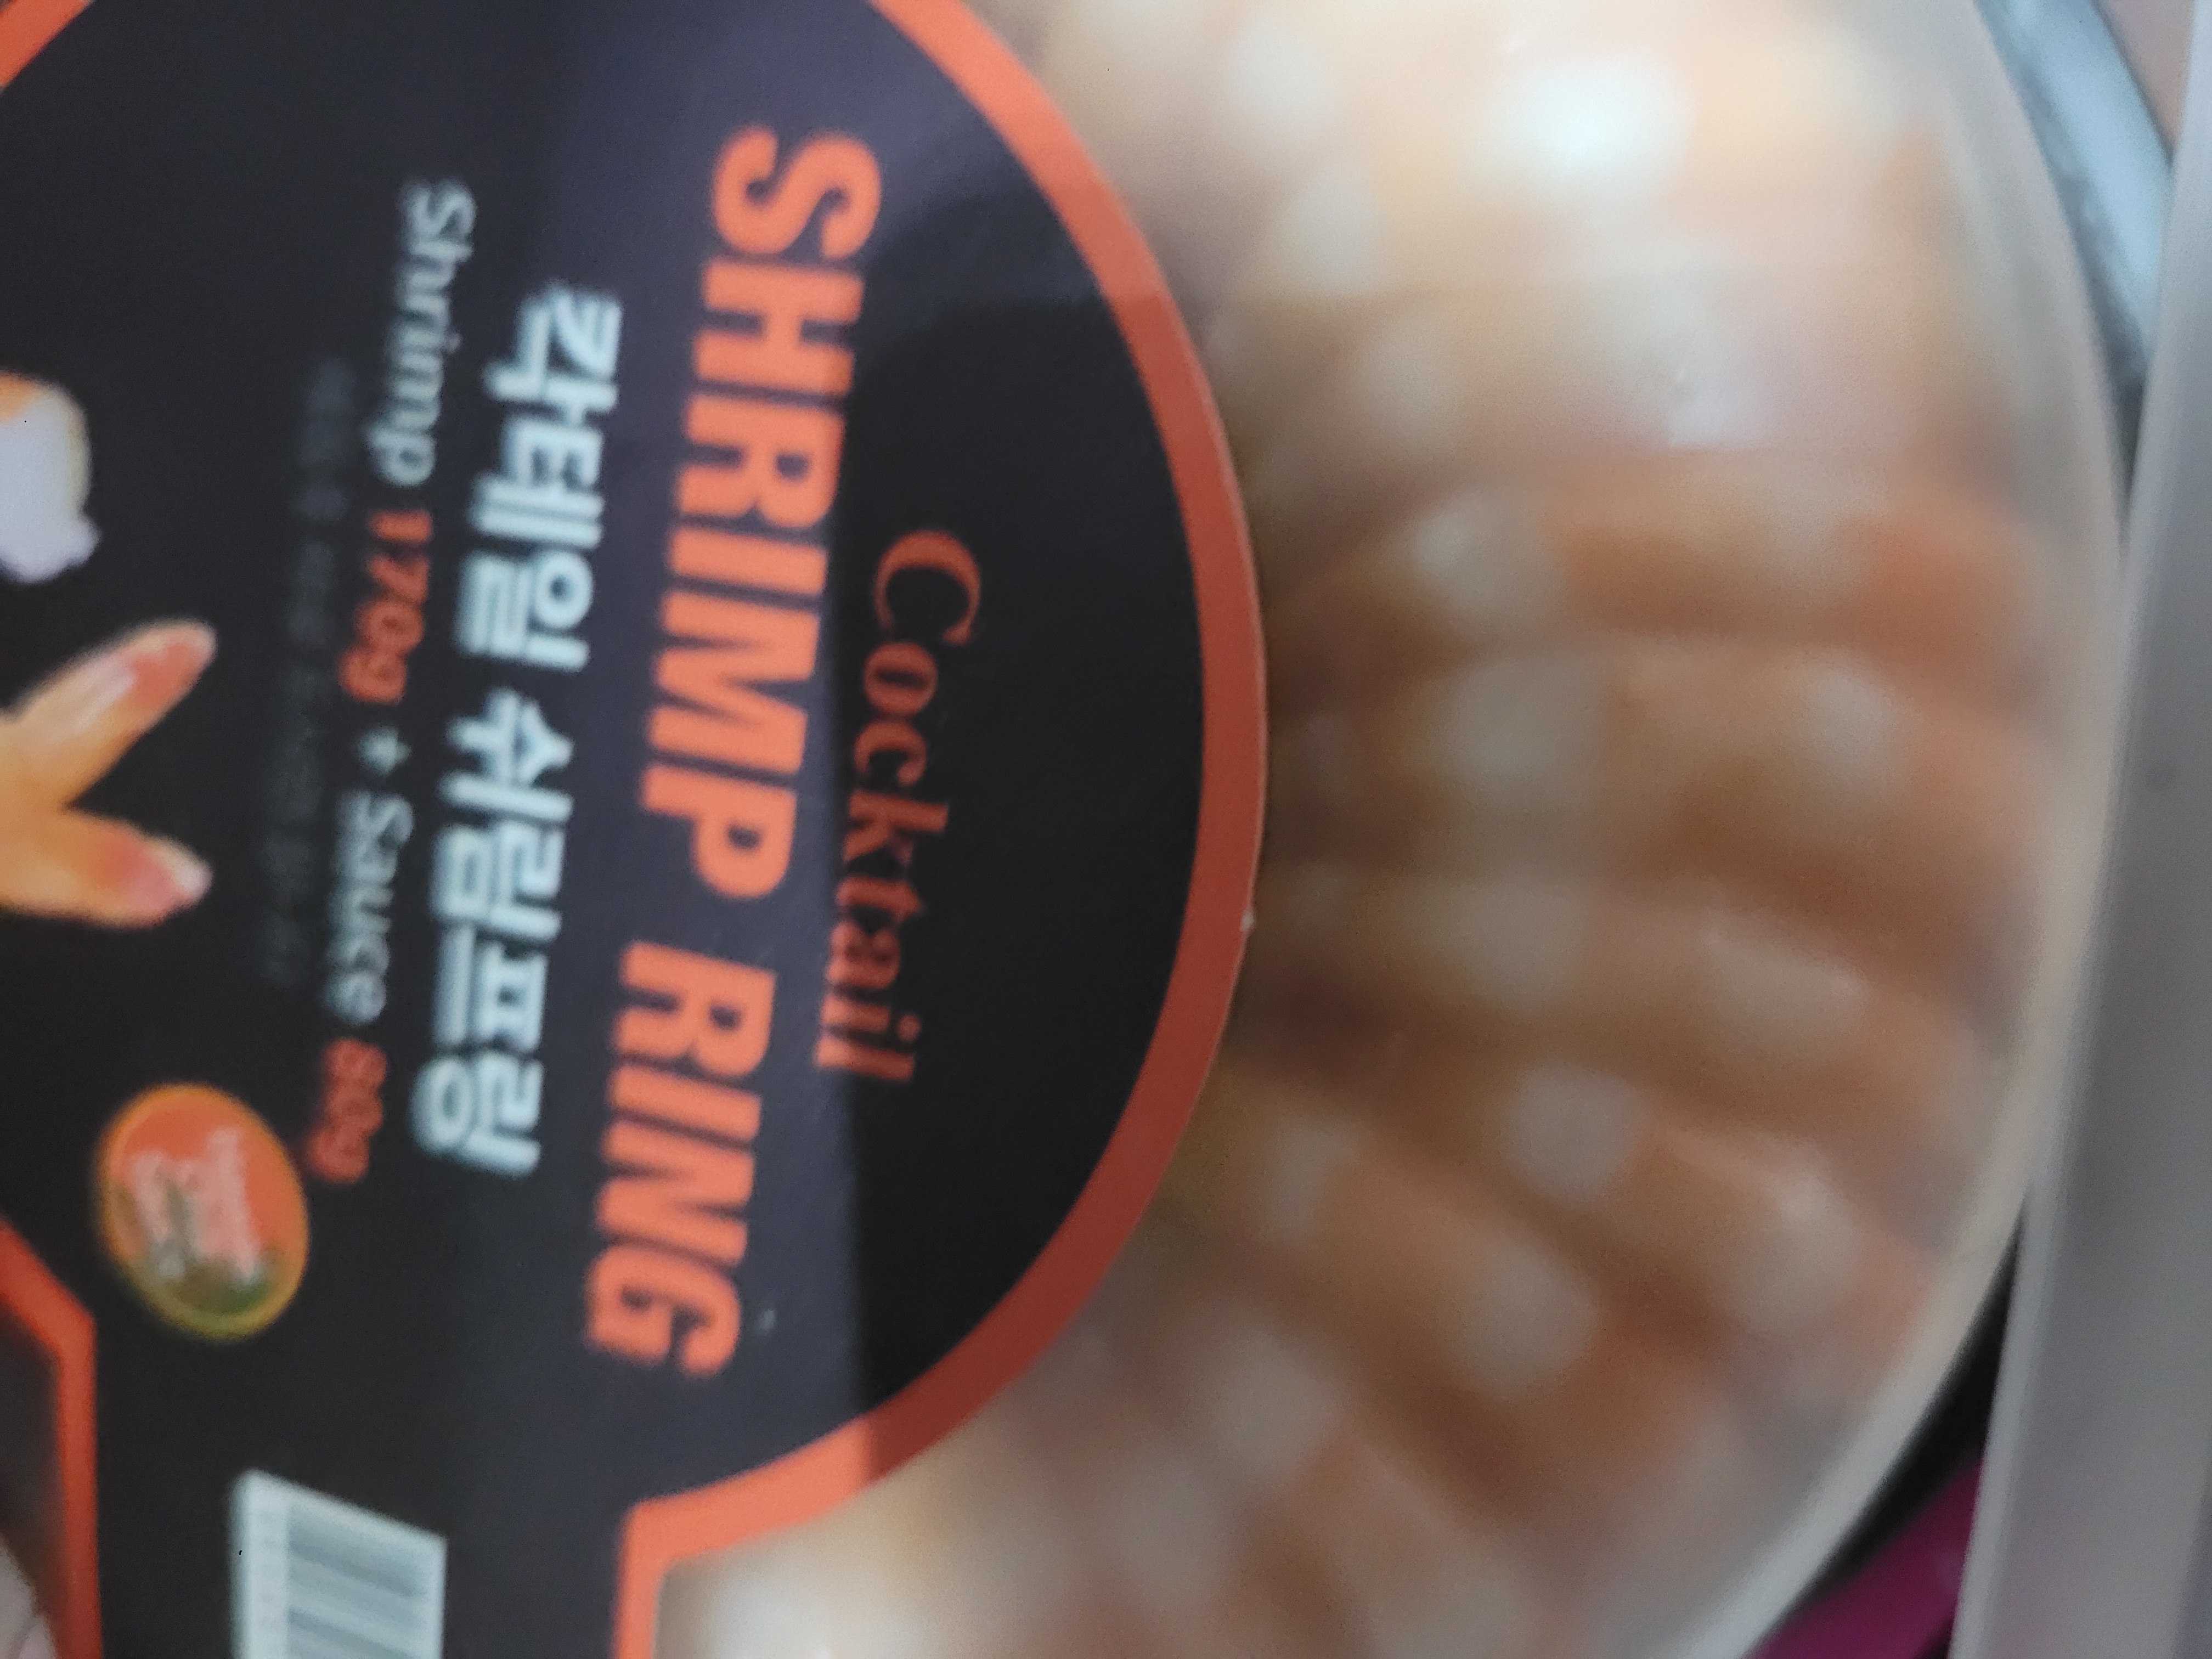 Cocktail
SHRIMP RING
칵테일 쉬림프링
Shrimp 170g + Sauce 80g